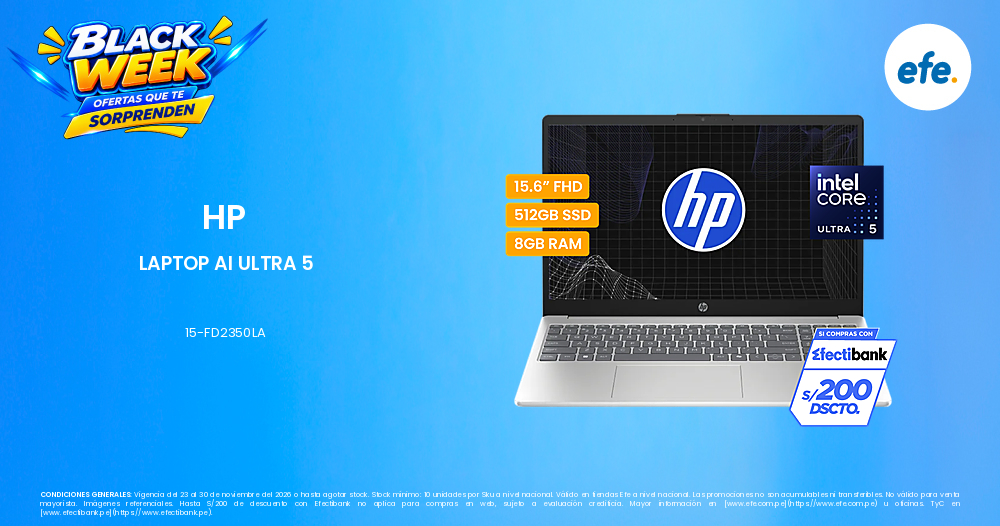 BLACK
WEEK
OFERTAS QUE TE
SORPRENDEN
efe.
HP
LAPTOP AI ULTRA 5
15-FD2350LA
15.6” FHD
512GB SSD
8GB RAM
hp
intel
CORE
ULTRA 5
hp
SI COMPRAS CON
Efectibank
S/200
DSCTO.
CONDICIONES GENERALES: Vigencia del 23 al 30 de noviembre del 2026 o hasta agotar stock. Stock mínimo: 10 unidades por Sku a nivel nacional. Válido en tiendas Efe a nivel nacional. Las promociones no son acumulables ni transferibles. No válido para venta
mayorista. Imágenes referenciales. Hasta S/200 de descuento con Efectibank no aplica para compras en web, sujeto a evaluación crediticia. Mayor información en [www.efe.com.pe](https://www.efe.com.pe) u oficinas. TyC en
[www.efectibank.pe](https://www.efectibank.pe).